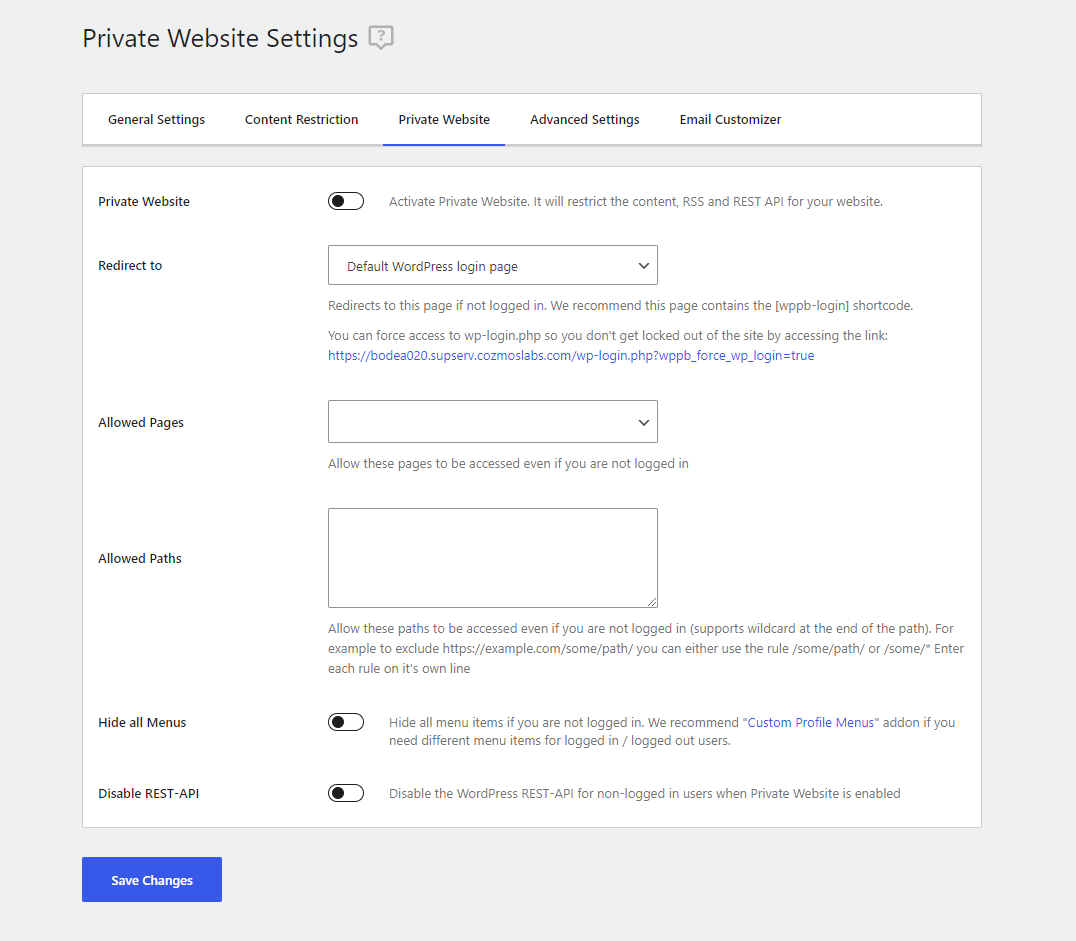 Private Website Settings ?
General Settings Content Restriction Private Website Advanced Settings Email Customizer
Private Website Activate Private Website. It will restrict the content, RSS and REST API for your website.
Redirect to Default WordPress login page
Redirects to this page if not logged in. We recommend this page contains the [wppb-login] shortcode.
You can force access to wp-login.php so you don't get locked out of the site by accessing the link:
https://bodea020.supserv.cozmoslabs.com/wp-login.php?wppb_force_wp_login=true
Allowed Pages
Allow these pages to be accessed even if you are not logged in
Allowed Paths
Allow these paths to be accessed even if you are not logged in (supports wildcard at the end of the path). For
example to exclude https://example.com/some/path/ you can either use the rule /some/path/ or /some/* Enter
each rule on it's own line
Hide all Menus Hide all menu items if you are not logged in. We recommend "Custom Profile Menus" addon if you
need different menu items for logged in / logged out users.
Disable REST-API Disable the WordPress REST-API for non-logged in users when Private Website is enabled
Save Changes